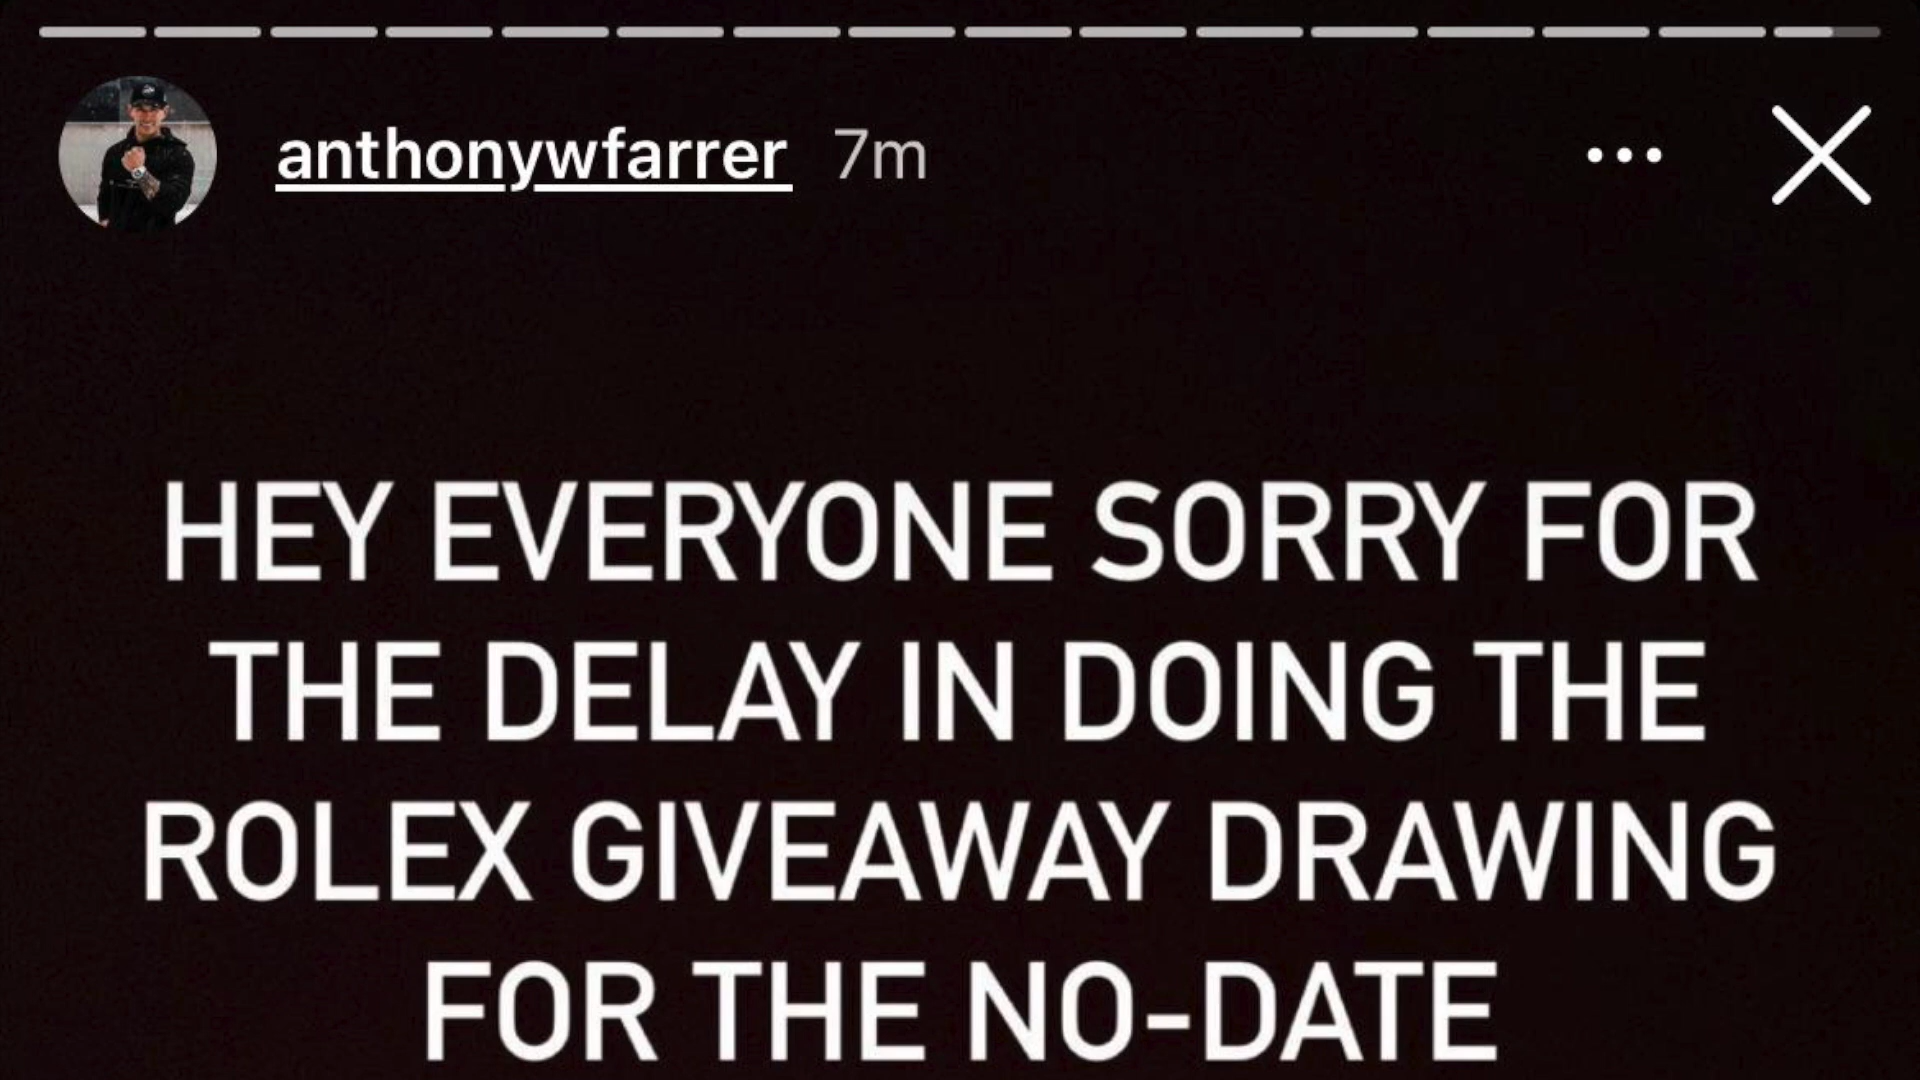 anthonywfarrer 7m
HEY EVERYONE SORRY FOR
THE DELAY IN DOING THE
ROLEX GIVEAWAY DRAWING
FOR THE NO-DATE